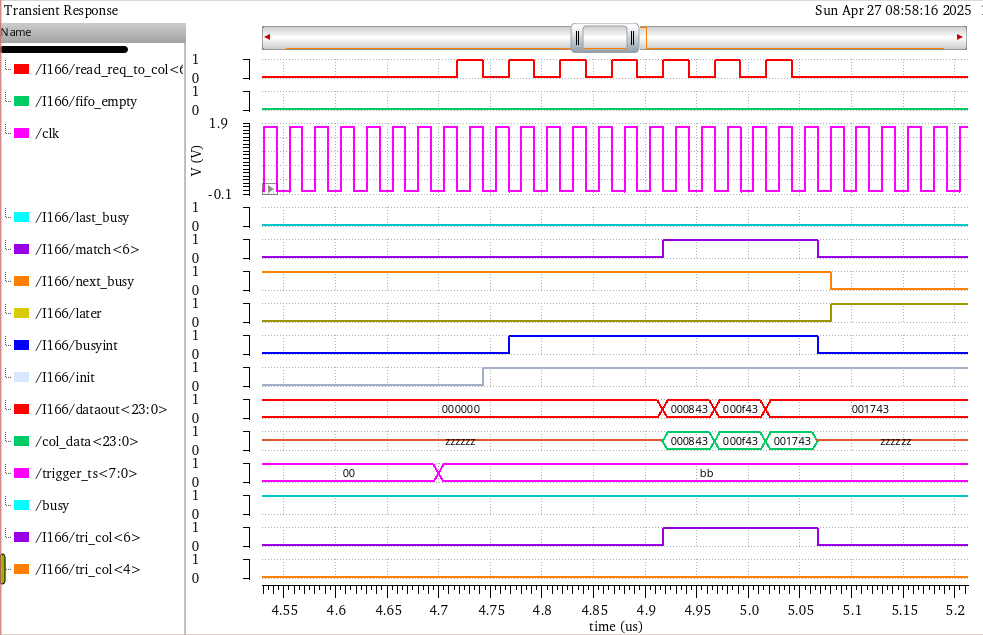 Transient Response
Sun Apr 27 08:58:16 2025
Name
/I166/read_req_to_col<6
1
0
/I166/fifo_empty
1
0
/clk
1.9
V (V)
-0.1
/I166/last_busy
1
0
/I166/match<6>
1
0
/I166/next_busy
1
0
/I166/later
1
0
/I166/busyint
1
0
/I166/init
1
0
/I166/dataout<23:0>
1
0
000000
000843
000f43
001743
/col_data<23:0>
1
0
zzzzzz
000843
000f43
001743
zzzzzz
/trigger_ts<7:0>
1
0
00
bb
/busy
1
0
/I166/tri_col<6>
1
0
/I166/tri_col<4>
1
0
4.55 4.6 4.65 4.7 4.75 4.8 4.85 4.9 4.95 5.0 5.05 5.1 5.15 5.2
time (us)